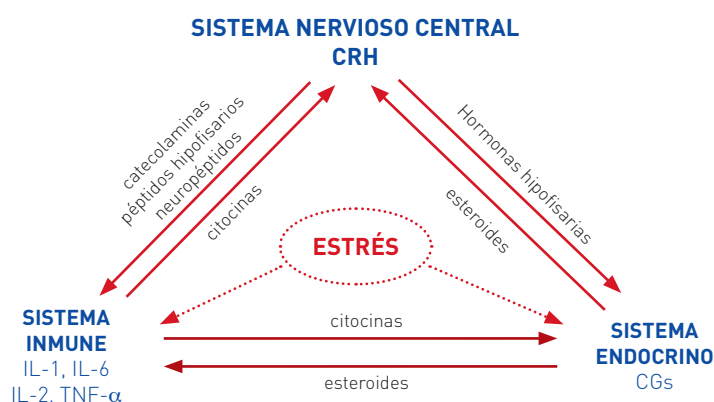 SISTEMA NERVIOSO CENTRAL
CRH
catecolaminas
péptidos hipofisarios
neuropéptidos
citocinas
Hormonas hipofisarias
esteroides
ESTRÉS
SISTEMA
INMUNE
IL-1, IL-6
IL-2, TNF-α
citocinas
esteroides
SISTEMA
ENDOCRINO
CGs